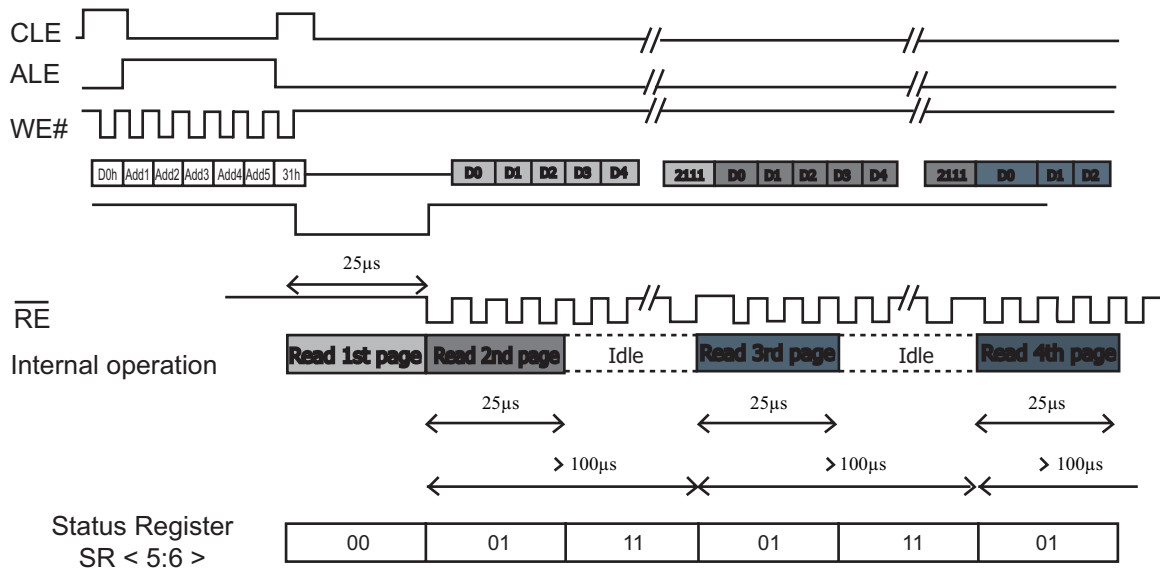 CLE
ALE
WE#
D0h Add1 Add2 Add3 Add4 Add5 31h D0 D1 D2 D3 D4 2111 D0 D1 D2 D3 D4 2111 D0 D1 D2
25µs
RE
Internal operation Read 1st page Read 2nd page Idle Read 3rd page Idle Read 4th page
25µs 25µs 25µs
> 100µs > 100µs > 100µs
Status Register
SR < 5:6 >
00 01 11 01 11 01